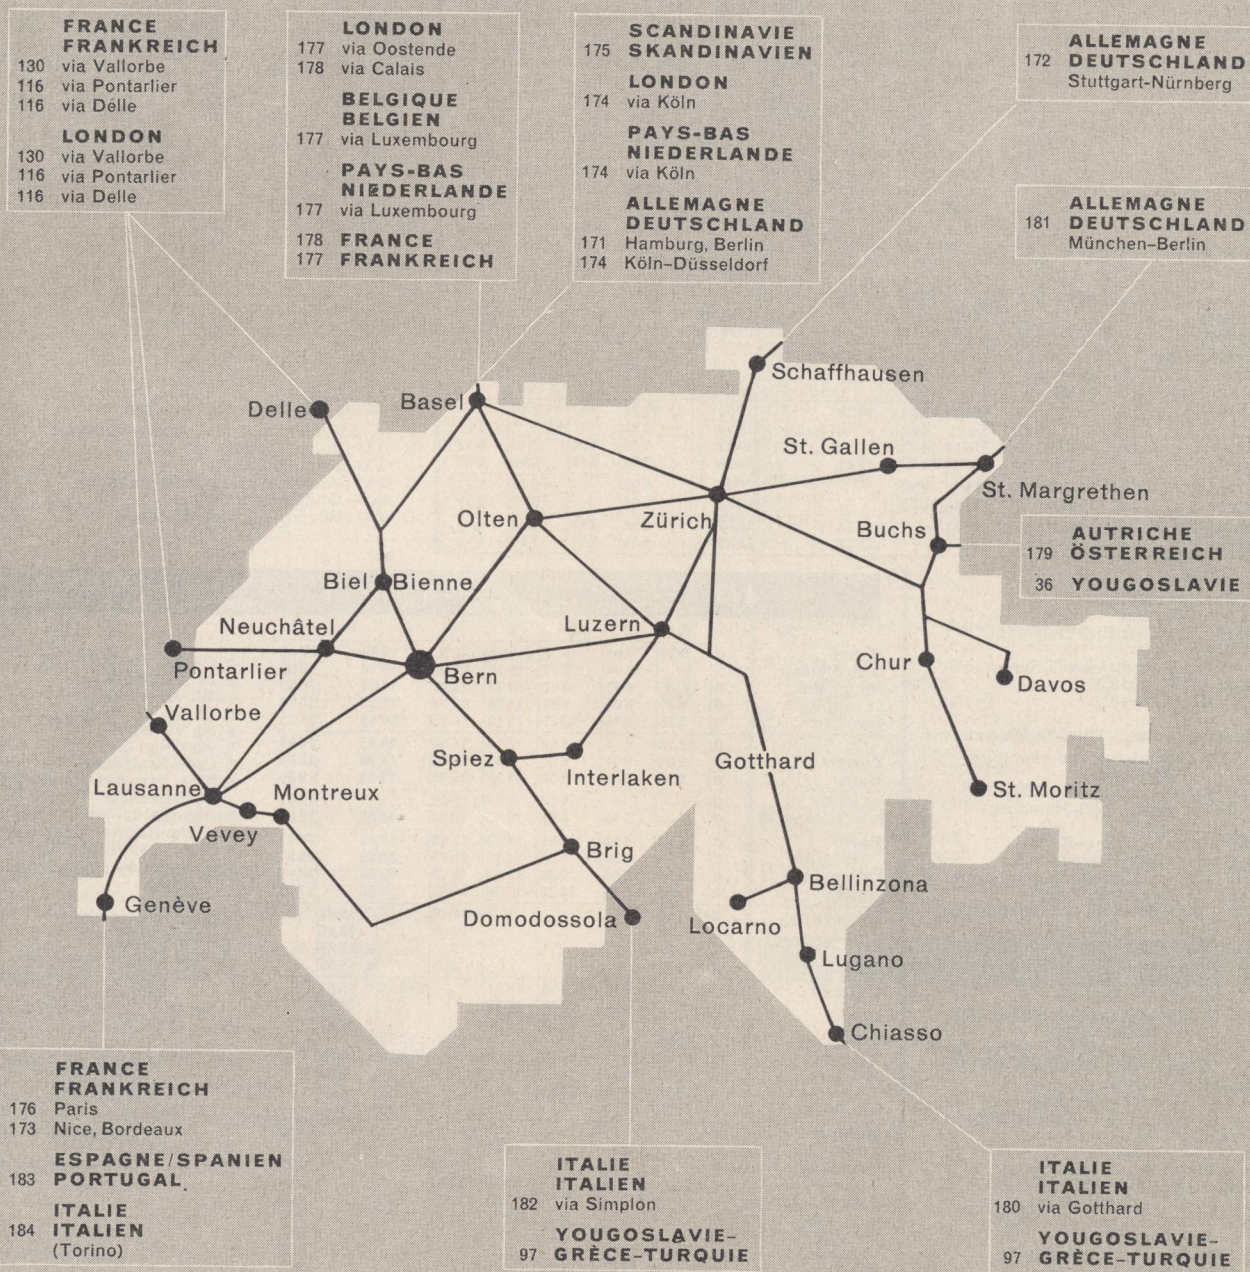 FRANCE
FRANKREICH
130 via Vallorbe
116 via Pontarlier
116 via Delle
LONDON
130 via Vallorbe
116 via Pontarlier
116 via Delle
LONDON
177 via Oostende
178 via Calais
BELGIQUE
BELGIEN
177 via Luxembourg
PAYS-BAS
NIEDERLANDE
177 via Luxembourg
178 FRANCE
177 FRANKREICH
SCANDINAVIE
175 SKANDINAVIEN
LONDON
174 via Köln
PAYS-BAS
NIEDERLANDE
174 via Köln
ALLEMAGNE
DEUTSCHLAND
171 Hamburg, Berlin
174 Köln–Düsseldorf
ALLEMAGNE
172 DEUTSCHLAND
Stuttgart-Nürnberg
ALLEMAGNE
181 DEUTSCHLAND
München–Berlin
Schaffhausen
Delle
Basel
St. Gallen
St. Margrethen
Olten
Zürich
Buchs
AUTRICHE
179 ÖSTERREICH
36 YOUGOSLAVIE
Biel Bienne
Neuchâtel
Luzern
Pontarlier
Bern
Chur
Davos
Vallorbe
Spiez
Gotthard
Interlaken
Lausanne
Montreux
St. Moritz
Vevey
Brig
Bellinzona
Genève
Domodossola
Locarno
Lugano
Chiasso
FRANCE
FRANKREICH
176 Paris
173 Nice, Bordeaux
ESPAGNE/SPANIEN
183 PORTUGAL
ITALIE
184 ITALIEN
(Torino)
ITALIE
ITALIEN
182 via Simplon
YOUGOSLAVIE–
97 GRÈCE–TURQUIE
ITALIE
ITALIEN
180 via Gotthard
YOUGOSLAVIE–
97 GRÈCE–TURQUIE